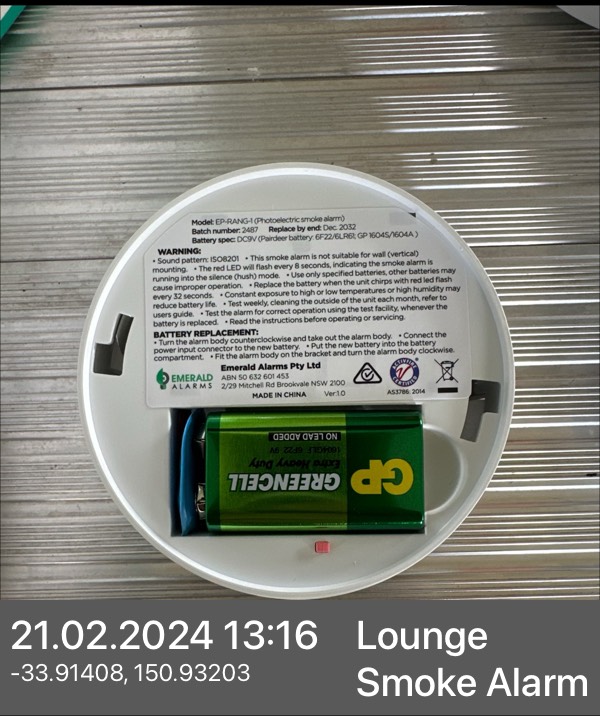 Model: EP-RANG-1 (Photoelectric smoke alarm)
Batch number: 2487 Replace by end: Dec. 2032
Battery spec: DC9V (Pairdeer battery: 6F22/6LR61; GP 1604S/1604A )
WARNING:
• Sound pattern: ISO8201 • This smoke alarm is not suitable for wall (vertical)
mounting. • The red LED will flash every 8 seconds, indicating the smoke alarm is
running into the silence (hush) mode. • Use only specified batteries, other batteries may
cause improper operation. • Replace the battery when the unit chirps with red led flash
every 32 seconds. • Constant exposure to high or low temperatures or high humidity may
reduce battery life. • Test weekly, cleaning the outside of the unit each month, refer to
users guide. • Test the alarm for correct operation using the test facility, whenever the
battery is replaced. • Read the instructions before operating or servicing.
BATTERY REPLACEMENT:
• Turn the alarm body counterclockwise and take out the alarm body. • Connect the
power input connector to the new battery. • Put the new battery into the battery
compartment. • Fit the alarm body on the bracket and turn the alarm body clockwise.
EMERALD
ALARMS
Emerald Alarms Pty Ltd
ABN 50 632 601 453
2/29 Mitchell Rd Brookvale NSW 2100
MADE IN CHINA Ver:1.0
AS3786: 2014
GP
GREENCELL
Extra Heavy Duty
6F22 9V
NO LEAD ADDED
21.02.2024 13:16
-33.91408, 150.93203
Lounge
Smoke Alarm